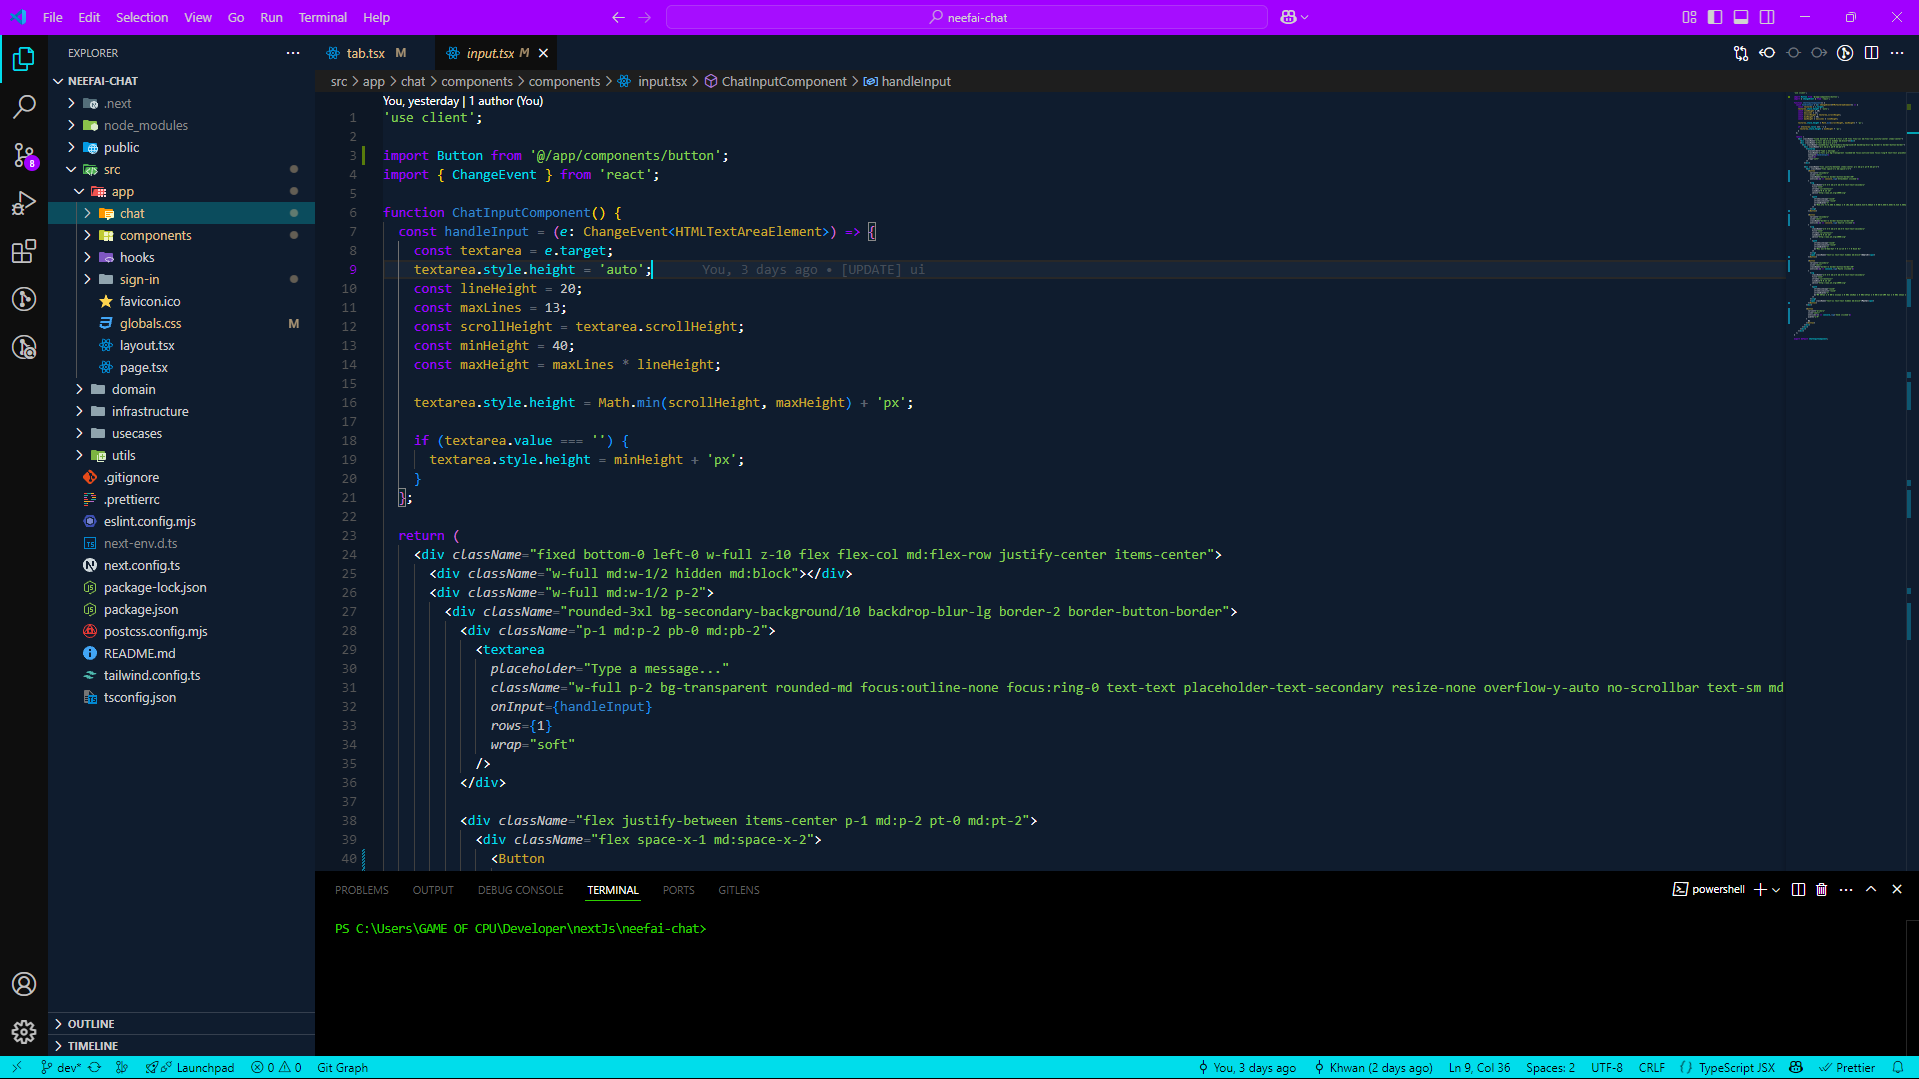 File Edit Selection View Go Run Terminal Help
neefai-chat
EXPLORER
NEEFAI-CHAT
.next
node_modules
public
src
app
chat
components
hooks
sign-in
favicon.ico
globals.css M
layout.tsx
page.tsx
domain
infrastructure
usecases
utils
.gitignore
.prettierrc
eslint.config.mjs
next-env.d.ts
next.config.ts
package-lock.json
package.json
postcss.config.mjs
README.md
tailwind.config.ts
tsconfig.json
OUTLINE
TIMELINE
8
tab.tsx M input.tsx M
src > app > chat > components > components > input.tsx > ChatInputComponent > handleInput
You, yesterday | 1 author (You)
1 'use client';
2
3 import Button from '@/app/components/button';
4 import { ChangeEvent } from 'react';
5
6 function ChatInputComponent() {
7 const handleInput = (e: ChangeEvent<HTMLTextAreaElement>) => {
8 const textarea = e.target;
9 textarea.style.height = 'auto'; You, 3 days ago • [UPDATE] ui
10 const lineHeight = 20;
11 const maxLines = 13;
12 const scrollHeight = textarea.scrollHeight;
13 const minHeight = 40;
14 const maxHeight = maxLines * lineHeight;
15
16 textarea.style.height = Math.min(scrollHeight, maxHeight) + 'px';
17
18 if (textarea.value === '') {
19 textarea.style.height = minHeight + 'px';
20 }
21 };
22
23 return (
24 <div className="fixed bottom-0 left-0 w-full z-10 flex flex-col md:flex-row justify-center items-center">
25 <div className="w-full md:w-1/2 hidden md:block"></div>
26 <div className="w-full md:w-1/2 p-2">
27 <div className="rounded-3xl bg-secondary-background/10 backdrop-blur-lg border-2 border-button-border">
28 <div className="p-1 md:p-2 pb-0 md:pb-2">
29 <textarea
30 placeholder="Type a message..."
31 className="w-full p-2 bg-transparent rounded-md focus:outline-none focus:ring-0 text-text placeholder-text-secondary resize-none overflow-y-auto no-scrollbar text-sm md
32 onInput={handleInput}
33 rows={1}
34 wrap="soft"
35 />
36 </div>
37
38 <div className="flex justify-between items-center p-1 md:p-2 pt-0 md:pt-2">
39 <div className="flex space-x-1 md:space-x-2">
40 <Button
PROBLEMS OUTPUT DEBUG CONSOLE TERMINAL PORTS GITLENS
powershell
PS C:\Users\GAME OF CPU\Developer\nextJs\neefai-chat>
dev* Launchpad 0 0 Git Graph
You, 3 days ago Khwan (2 days ago) Ln 9, Col 36 Spaces: 2 UTF-8 CRLF { } TypeScript JSX Prettier